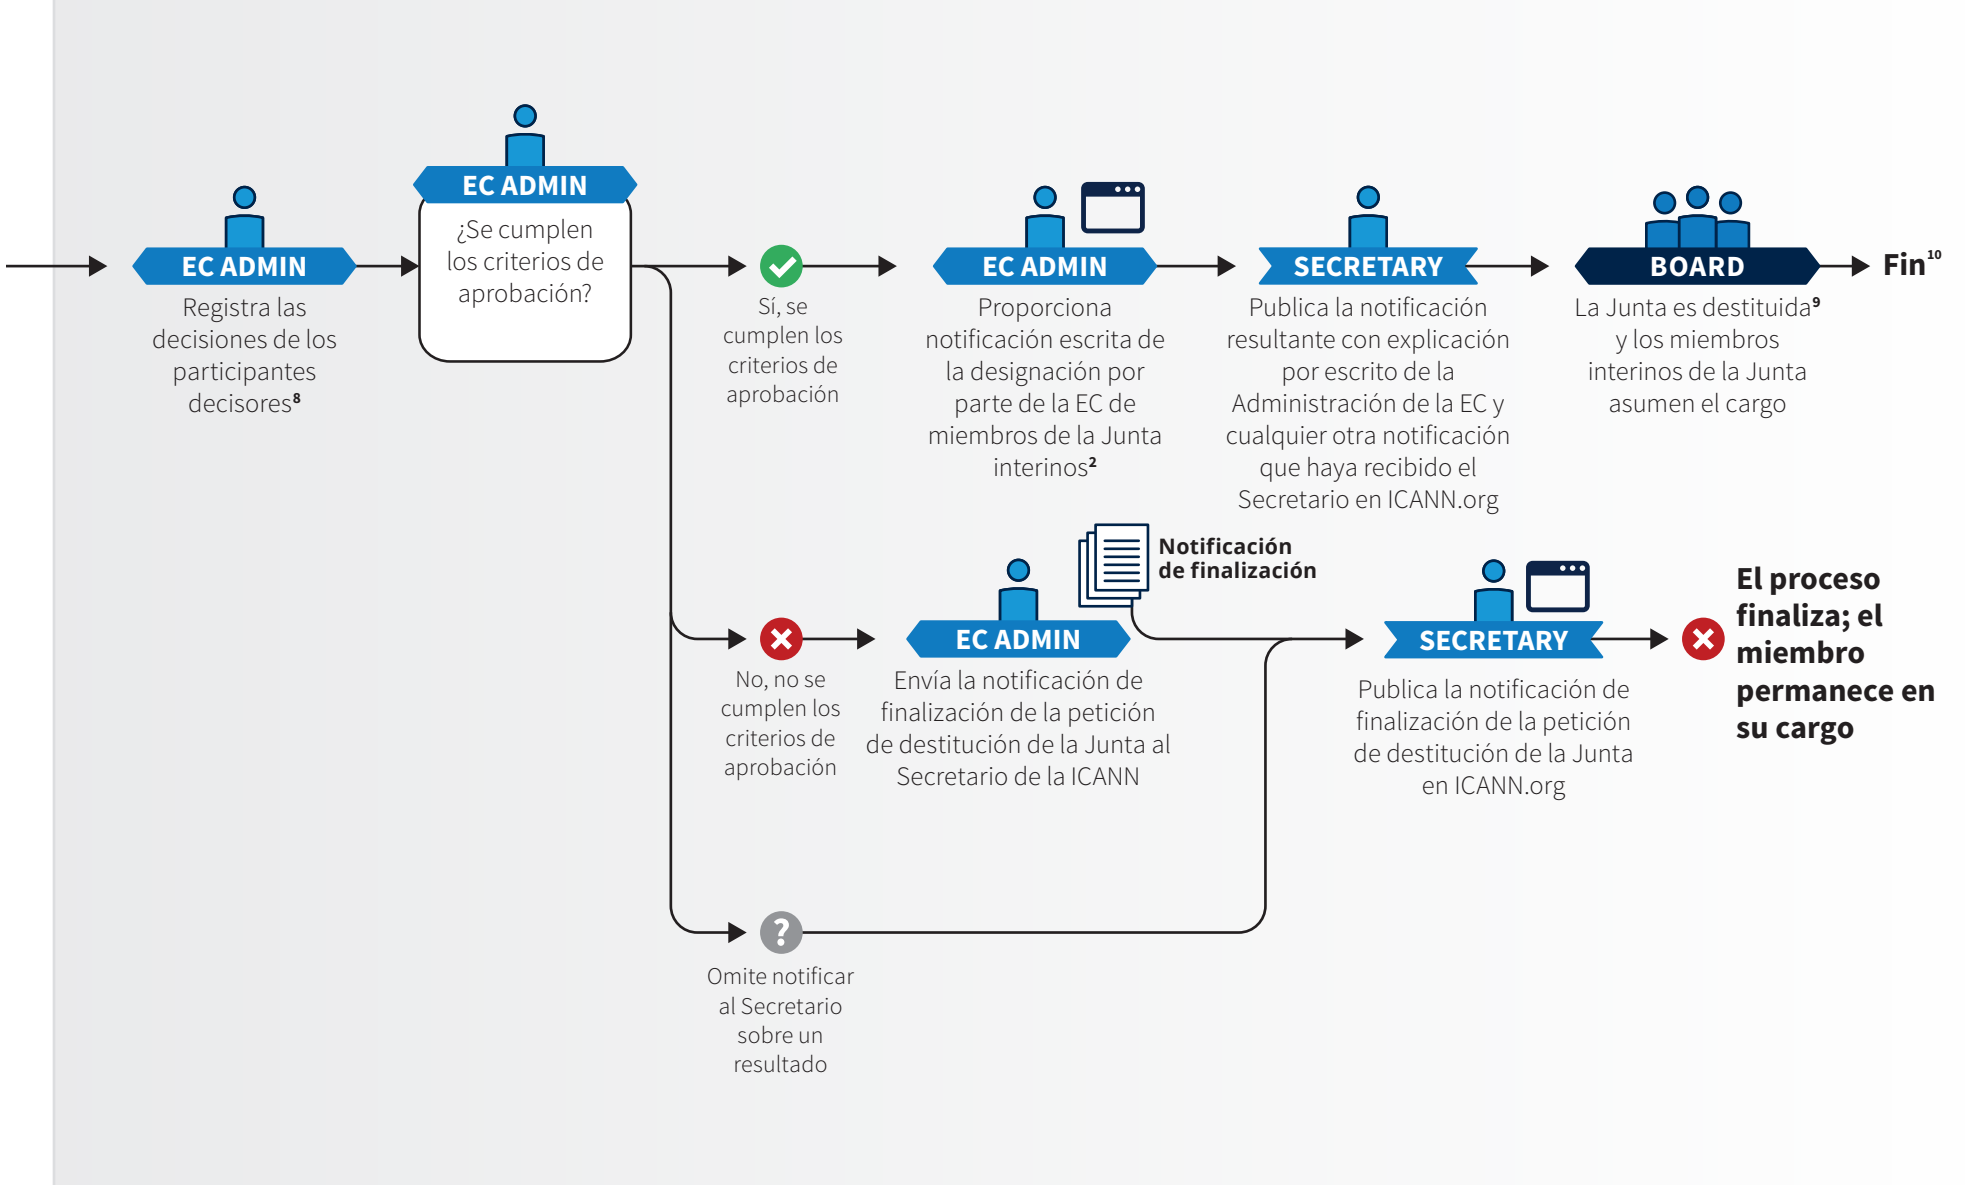 EC ADMIN
Registra las
decisiones de los
participantes
decisores⁸
EC ADMIN
¿Se cumplen
los criterios de
aprobación?
Sí, se
cumplen los
criterios de
aprobación
EC ADMIN
Proporciona
notificación escrita de
la designación por
parte de la EC de
miembros de la Junta
interinos²
SECRETARY
Publica la notificación
resultante con explicación
por escrito de la
Administración de la EC y
cualquier otra notificación
que haya recibido el
Secretario en ICANN.org
BOARD
La Junta es destituida⁹
y los miembros
interinos de la Junta
asumen el cargo
Fin¹⁰
No, no se
cumplen los
criterios de
aprobación
EC ADMIN
Envía la notificación de
finalización de la petición
de destitución de la Junta al
Secretario de la ICANN
Notificación
de finalización
SECRETARY
Publica la notificación de
finalización de la petición
de destitución de la Junta
en ICANN.org
El proceso
finaliza; el
miembro
permanece en
su cargo
?
Omite notificar
al Secretario
sobre un
resultado